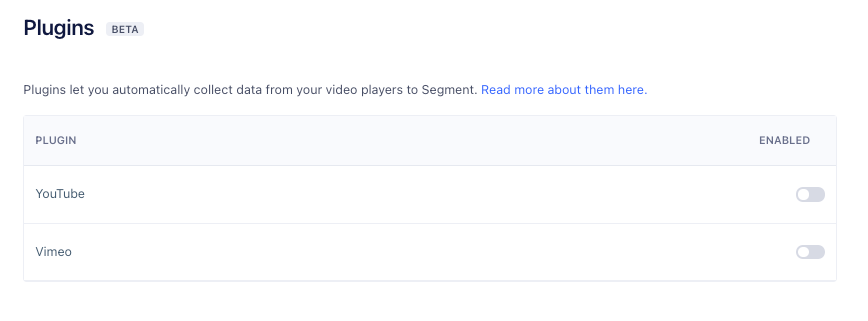 Plugins BETA
Plugins let you automatically collect data from your video players to Segment. Read more about them here.
PLUGIN ENABLED
YouTube
Vimeo